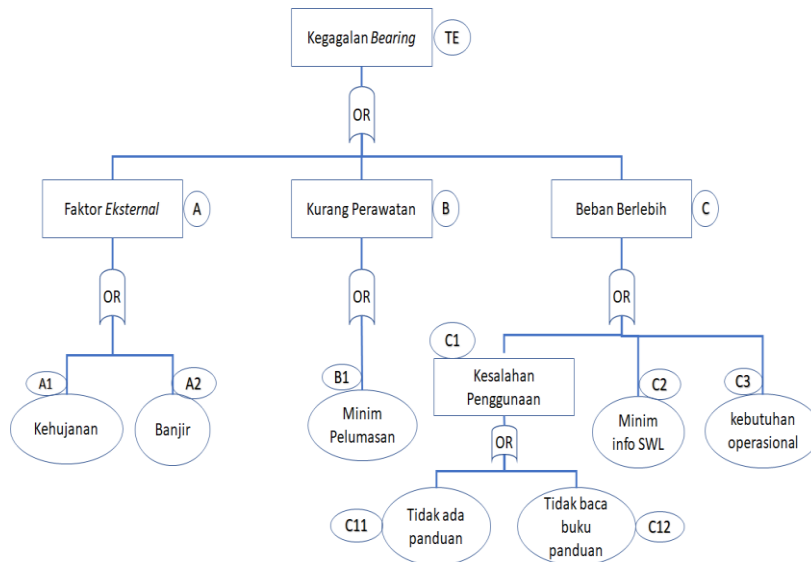 Kegagalan Bearing
TE
OR
Faktor Eksternal
A
Kurang Perawatan
B
Beban Berlebih
C
OR
OR
OR
A1
Kehujanan
A2
Banjir
B1
Minim
Pelumasan
C1
Kesalahan
Penggunaan
C2
Minim
info SWL
C3
kebutuhan
operasional
OR
C11
Tidak ada
panduan
Tidak baca
buku
panduan
C12